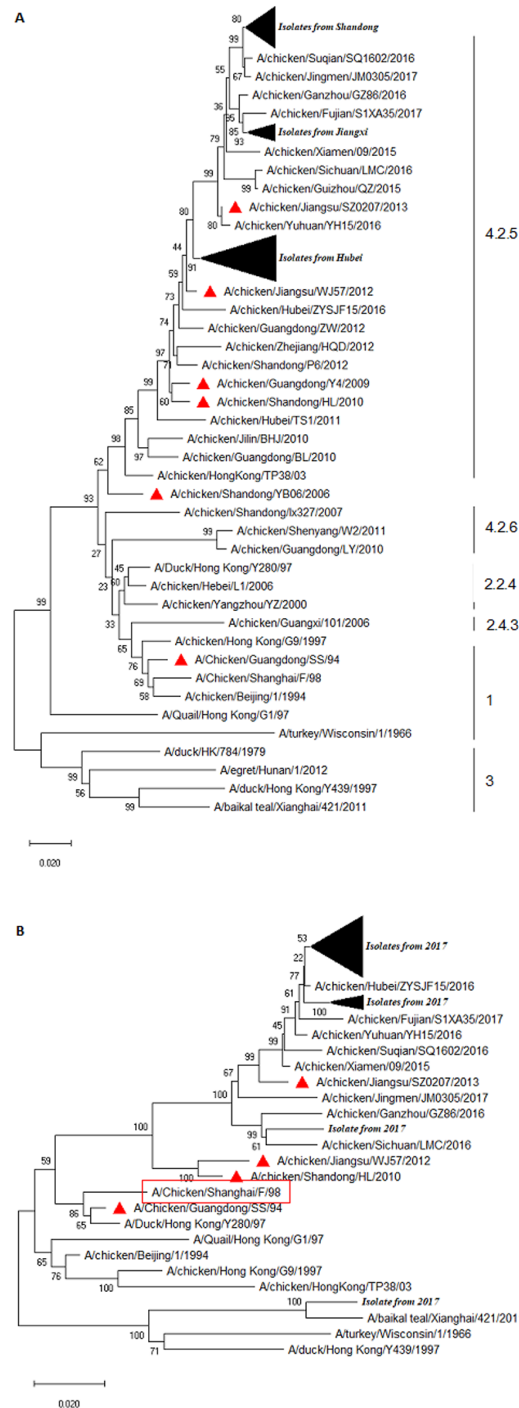 A
80
Isolates from Shandong
99
A/chicken/Suqian/SQ1602/2016
55
67
A/chicken/Jingmen/JM0305/2017
A/chicken/Ganzhou/GZ86/2016
36
95
A/chicken/Fujian/S1XA35/2017
85
Isolates from Jiangxi
93
79
A/chicken/Xiamen/09/2015
A/chicken/Sichuan/LMC/2016
99
99
A/chicken/Guizhou/QZ/2015
A/chicken/Jiangsu/SZ0207/2013
80
80
A/chicken/Yuhuan/YH15/2016
4.2.5
44
91
Isolates from Hubei
59
A/chicken/Jiangsu/WJ57/2012
73
A/chicken/Hubei/ZYSJF15/2016
74
A/chicken/Guangdong/ZW/2012
A/chicken/Zhejiang/HQD/2012
97
71
A/chicken/Shandong/P6/2012
99
A/chicken/Guangdong/Y4/2009
60
A/chicken/Shandong/HL/2010
85
A/chicken/Hubei/TS1/2011
98
A/chicken/Jilin/BHJ/2010
97
A/chicken/Guangdong/BL/2010
62
A/chicken/HongKong/TP38/03
93
A/chicken/Shandong/YB06/2006
A/chicken/Shandong/lx327/2007
4.2.6
27
99
A/chicken/Shenyang/W2/2011
A/chicken/Guangdong/LY/2010
45
A/Duck/Hong Kong/Y280/97
2.2.4
23
60
A/chicken/Hebei/L1/2006
99
A/chicken/Yangzhou/YZ/2000
33
A/chicken/Guangxi/101/2006
2.4.3
65
A/chicken/Hong Kong/G9/1997
76
A/Chicken/Guangdong/SS/94
69
A/Chicken/Shanghai/F/98
58
A/chicken/Beijing/1/1994
1
A/Quail/Hong Kong/G1/97
A/turkey/Wisconsin/1/1966
A/duck/HK/784/1979
99
A/egret/Hunan/1/2012
3
56
A/duck/Hong Kong/Y439/1997
99
A/baikal teal/Xianghai/421/2011
0.020
B
53
Isolates from 2017
22
77
A/chicken/Hubei/ZYSJF15/2016
61
Isolates from 2017
100
91
A/chicken/Fujian/S1XA35/2017
A/chicken/Yuhuan/YH15/2016
45
A/chicken/Suqian/SQ1602/2016
99
A/chicken/Xiamen/09/2015
99
67
A/chicken/Jiangsu/SZ0207/2013
A/chicken/Jingmen/JM0305/2017
100
A/chicken/Ganzhou/GZ86/2016
99
Isolate from 2017
61
A/chicken/Sichuan/LMC/2016
100
A/chicken/Jiangsu/WJ57/2012
59
100
A/chicken/Shandong/HL/2010
A/Chicken/Shanghai/F/98
86
A/Chicken/Guangdong/SS/94
65
A/Duck/Hong Kong/Y280/97
A/Quail/Hong Kong/G1/97
65
A/chicken/Beijing/1/1994
76
A/chicken/Hong Kong/G9/1997
100
A/chicken/HongKong/TP38/03
100
Isolate from 2017
A/baikal teal/Xianghai/421/201
100
A/turkey/Wisconsin/1/1966
71
A/duck/Hong Kong/Y439/1997
0.020